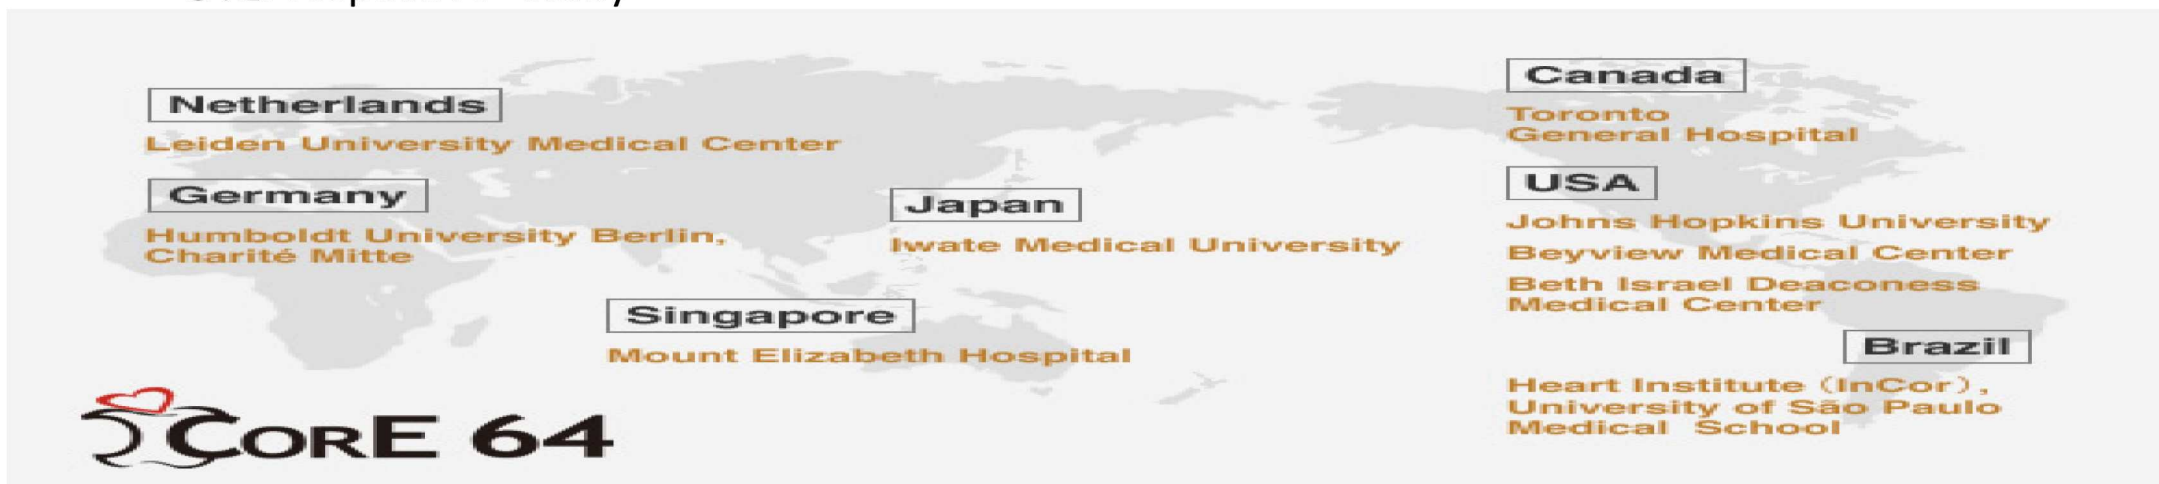 Netherlands
Leiden University Medical Center
Germany
Humboldt University Berlin,
Charité Mitte
Japan
Iwate Medical University
Singapore
Mount Elizabeth Hospital
Canada
Toronto
General Hospital
USA
Johns Hopkins University
Beyview Medical Center
Beth Israel Deaconess
Medical Center
Brazil
Heart Institute (InCor),
University of São Paulo
Medical School
CORE 64